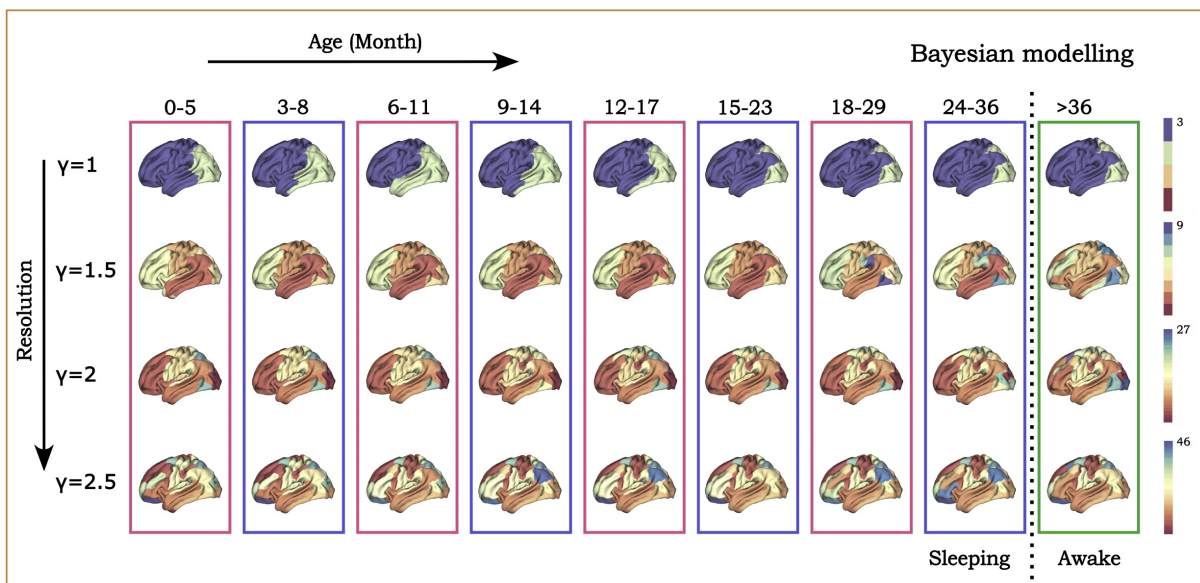 Age (Month)
Bayesian modelling
0-5 3-8 6-11 9-14 12-17 15-23 18-29 24-36 >36
3
γ=1
9
γ=1.5
Resolution
27
γ=2
46
γ=2.5
Sleeping Awake